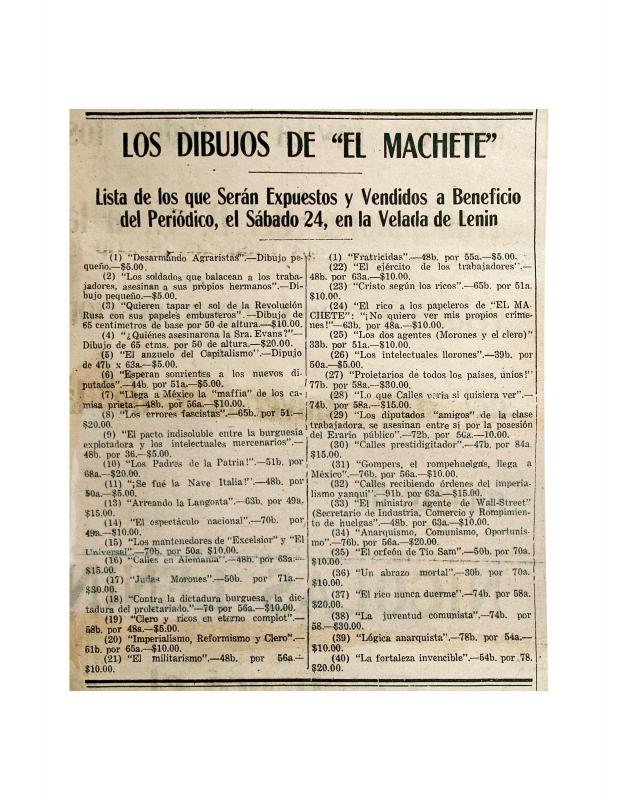 LOS DIBUJOS DE "EL MACHETE"
Lista de los que Serán Expuestos y Vendidos a Beneficio
del Periódico, el Sábado 24, en la Velada de Lenin
(1) "Desarmando Agraristas".—Dibujo pe-
queño.—$5.00.
(2) "Los soldados que balacean a los traba-
jadores, asesinan a sus propios hermanos".—Di-
bujo pequeño.—$5.00.
(3) "Quieren tapar el sol de la Revolución
Rusa con sus papeles embusteros".—Dibujo de
65 centimetros de base por 50 de altura.—$10.00.
(4) "¿Quiénes asesinaron la Sra. Evans?"—
Dibujo de 65 ctms. por 50 de altura.—$20.00.
(5) "El anzuelo del Capitalismo".—Dipujo
de 47b x 63a.—$5.00.
(6) "Esperan sonrientes a los nuevos di-
putados".—44b. por 51a.—$5.00.
(7) "Llega a México la "maffia" de los ca-
misa prieta.—48b. por 56a.—$10.00.
(8) "Los errores fascistas".—65b. por 51.—
$20.00.
(9) "El pacto indisoluble entre la burguesía
explotadora y los intelectuales mercenarios".—
48b. por 36.—$5.00.
(10) "Los Padres de la Patria!".—51b. por
68a.—$20.00.
(11) "¡Se fué la Nave Italia!".—48b. por
50a.—$5.00.
(13) "Arreando la Langosta".—63b. por 49a.
$15.00.
(14) "El espectáculo nacional".—70b. por
49a.—$10.00.
(15) "Los mantenedores de "Excelsior" y "El
Universal".—70b. por 50a. $10.00.
(16) "Calles en Alemania".—48b. por 63a.—
$15.00.
(17) "Judas Morones".—50b. por 71a.—
$30.00.
(18) "Contra la dictadura burguesa, la dic-
tadura del proletariado."—70 por 56a.—$10.00.
(19) "Clero y ricos en eterno complot".—
58b. por 48a.—$5.00.
(20) "Imperialismo, Reformismo y Clero".—
51b. por 65a.—$10.00.
(21) "El militarismo".—48b. por 56a.—
$10.00.
(1) "Fratricidas".—48b. por 55a.—$5.00.
(22) "El ejército de los trabajadores".—
48b. por 63a.—$10.00.
(23) "Cristo según los ricos".—65b. por 51a.
$10.00.
(24) "El rico a los papeleros de "EL MA-
CHETE": "¡No quiero ver mis propios críme-
nes!"—63b. por 48a.—$10.00.
(25) "Los dos agentes (Morones y el clero)"
33b. por 51a.—$10.00.
(26) "Los intelectuales llorones".—39b. por
50a.—$5.00.
(27) "Proletarios de todos los países, uníos!"
77b. por 58a.—$30.00.
(28) "Lo que Calles vería si quisiera ver".—
74b. por 58a.—$15.00.
(29) "Los diputados "amigos" de la clase
trabajadora, se asesinan entre sí por la posesión
del Erario público".—72b. por 56a.—10.00.
(30) "Calles prestidigitador".—47b. por 84a.
$15.00.
(31) "Gompers, el rompehuelgas, llega a
México".—76b. por 56a.—$10.00.
(32) "Calles recibiendo órdenes del imperia-
lismo yanqui".—91b. por 63a.—$15.00.
(33) "El ministro agente de Wall-Street"
(Secretario de Industria, Comercio y Rompimien-
to de huelgas".—48b. por 63a.—$10.00.
(34) "Anarquismo, Comunismo, Oportunis-
mo".—76b. por 56a.—$20.00.
(35) "El orfeón de Tío Sam".—50b. por 70a.
$10.00.
(36) "Un abrazo mortal".—30b. por 70a.
$10.00.
(37) "El rico nunca duerme".—74b. por 58a.
$20.00.
(38) "La juventud comunista".—74b. por
58.—$30.00.
(39) "Lógica anarquista".—78b. por 54a.—
$10.00.
(40) "La fortaleza invencible".—54b. por 78.
$20.00.